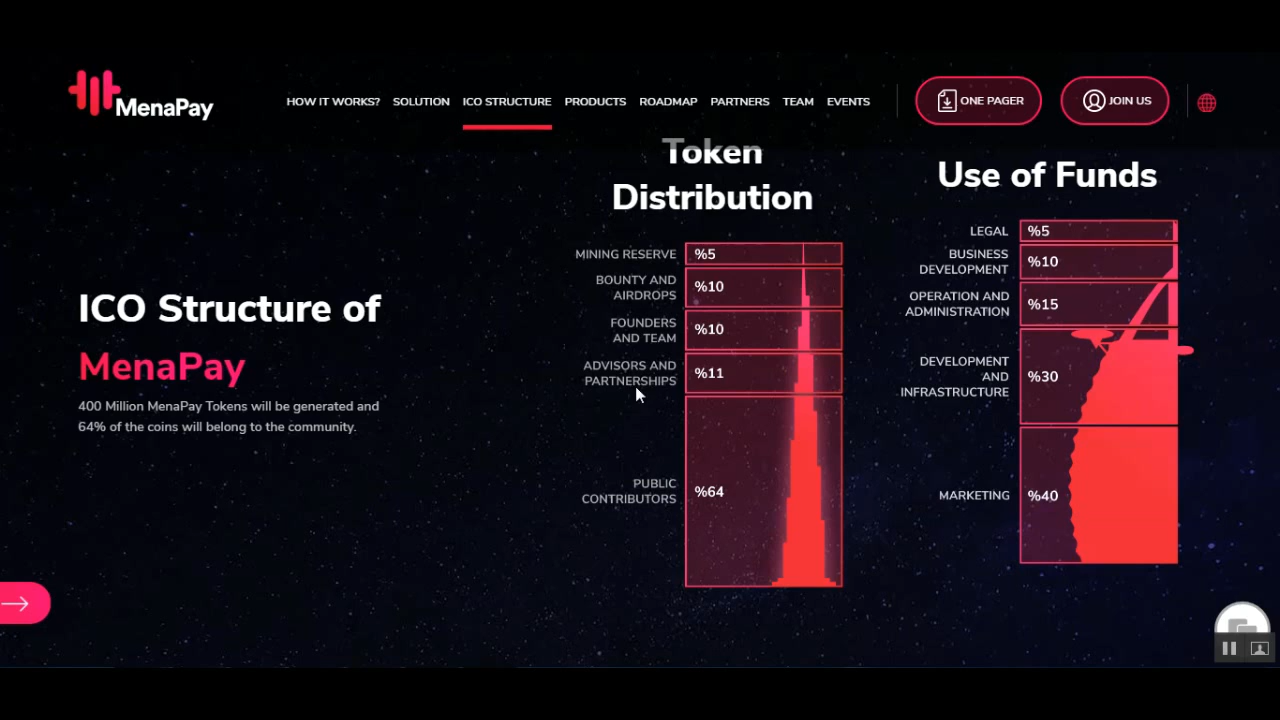 MenaPay
HOW IT WORKS? SOLUTION ICO STRUCTURE PRODUCTS ROADMAP PARTNERS TEAM EVENTS
ONE PAGER
JOIN US
ICO Structure of
MenaPay
400 Million MenaPay Tokens will be generated and
64% of the coins will belong to the community.
Token
Distribution
MINING RESERVE %5
BOUNTY AND
AIRDROPS
%10
FOUNDERS
AND TEAM
%10
ADVISORS AND
PARTNERSHIPS
%11
PUBLIC
CONTRIBUTORS
%64
Use of Funds
LEGAL %5
BUSINESS
DEVELOPMENT
%10
OPERATION AND
ADMINISTRATION
%15
DEVELOPMENT
AND
INFRASTRUCTURE
%30
MARKETING %40